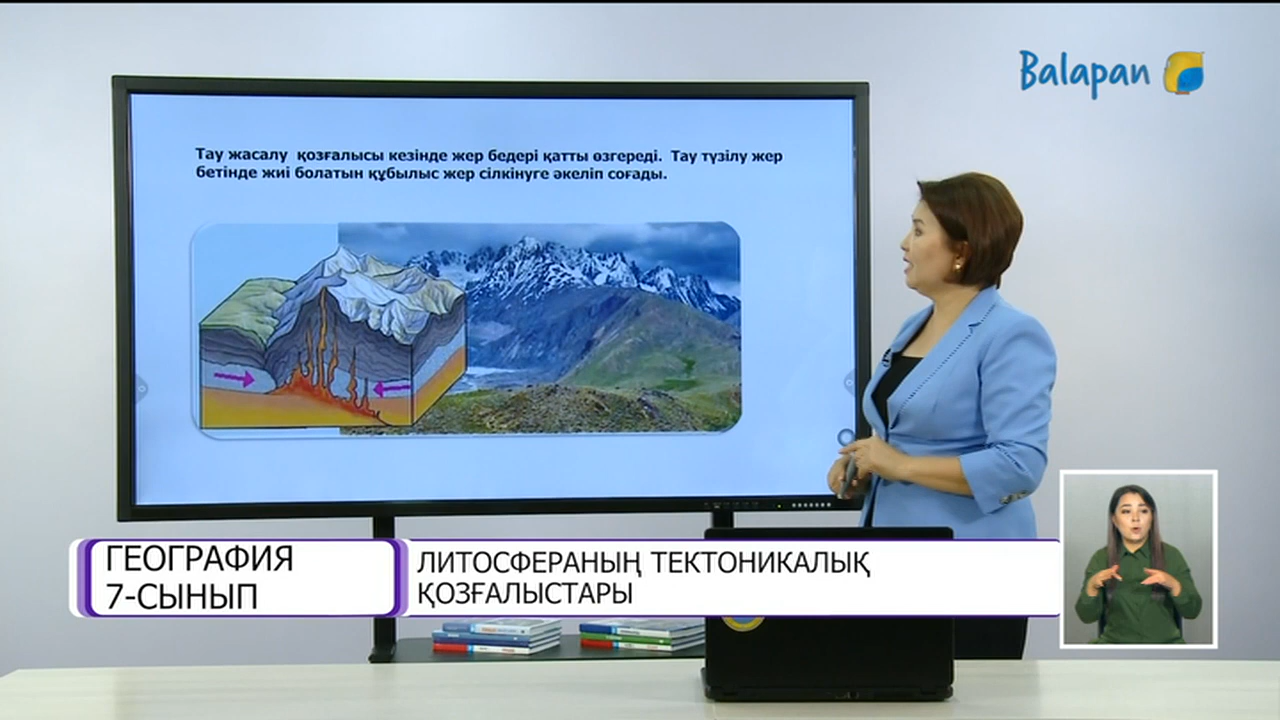 Balapan
Тау жасалу қозғалысы кезінде жер бедері қатты өзгереді. Тау түзілу жер
бетінде жиі болатын құбылыс жер сілкінуге әкеліп соғады.
ГЕОГРАФИЯ
7-СЫНЫП
ЛИТОСФЕРАНЫҢ ТЕКТОНИКАЛЫҚ
ҚОЗҒАЛЫСТАРЫ